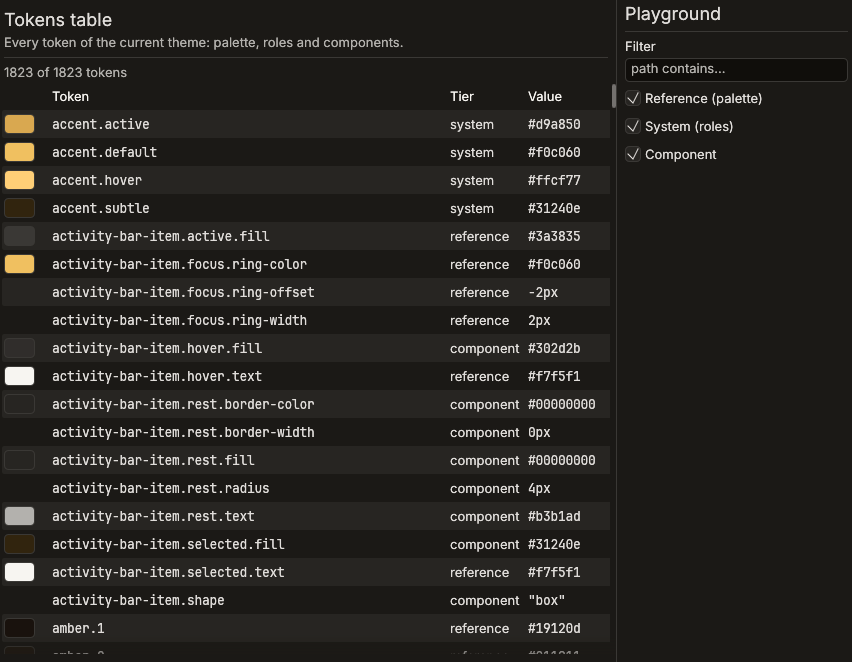 Tokens table
Every token of the current theme: palette, roles and components.
1823 of 1823 tokens
Token Tier Value
accent.active system #d9a850
accent.default system #f0c060
accent.hover system #ffcf77
accent.subtle system #31240e
activity-bar-item.active.fill reference #3a3835
activity-bar-item.focus.ring-color reference #f0c060
activity-bar-item.focus.ring-offset reference -2px
activity-bar-item.focus.ring-width reference 2px
activity-bar-item.hover.fill component #302d2b
activity-bar-item.hover.text reference #f7f5f1
activity-bar-item.rest.border-color component #00000000
activity-bar-item.rest.border-width component 0px
activity-bar-item.rest.fill component #00000000
activity-bar-item.rest.radius component 4px
activity-bar-item.rest.text component #b3b1ad
activity-bar-item.selected.fill component #31240e
activity-bar-item.selected.text reference #f7f5f1
activity-bar-item.shape component "box"
amber.1 reference #19120d
Playground
Filter
path contains...
Reference (palette)
System (roles)
Component